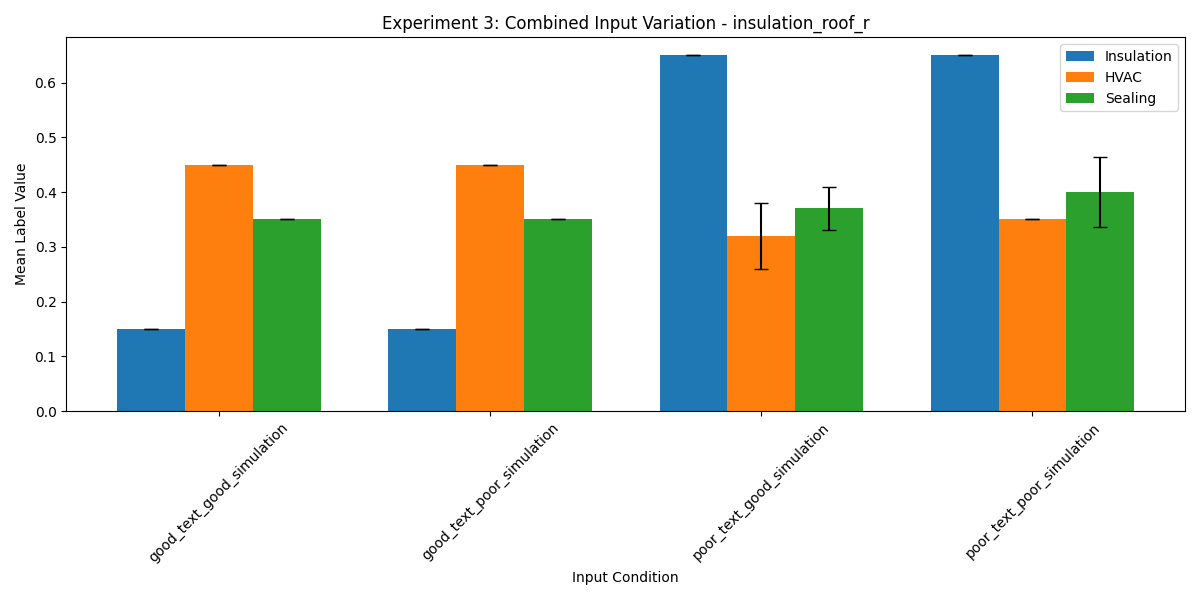 Experiment 3: Combined Input Variation - insulation_roof_r
Insulation
HVAC
Sealing
Mean Label Value
0.6
0.5
0.4
0.3
0.2
0.1
0.0
good_text_good_simulation
good_text_poor_simulation
poor_text_good_simulation
poor_text_poor_simulation
Input Condition